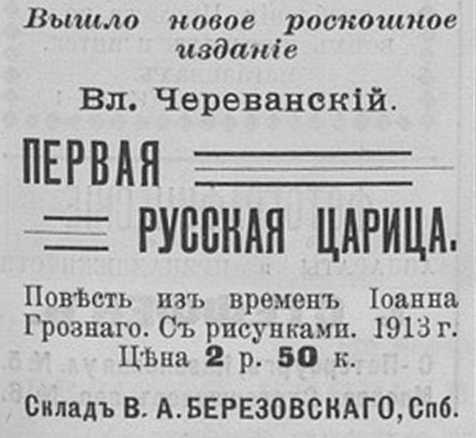 Вышло новое роскошное
изданіе
Вл. Череванскій.
ПЕРВАЯ
РУССКАЯ ЦАРИЦА.
Повѣсть изъ временъ Іоанна
Грознаго. Съ рисунками. 1913 г.
Цѣна 2 р. 50 к.
Складъ В. А. БЕРЕЗОВСКАГО, Спб.